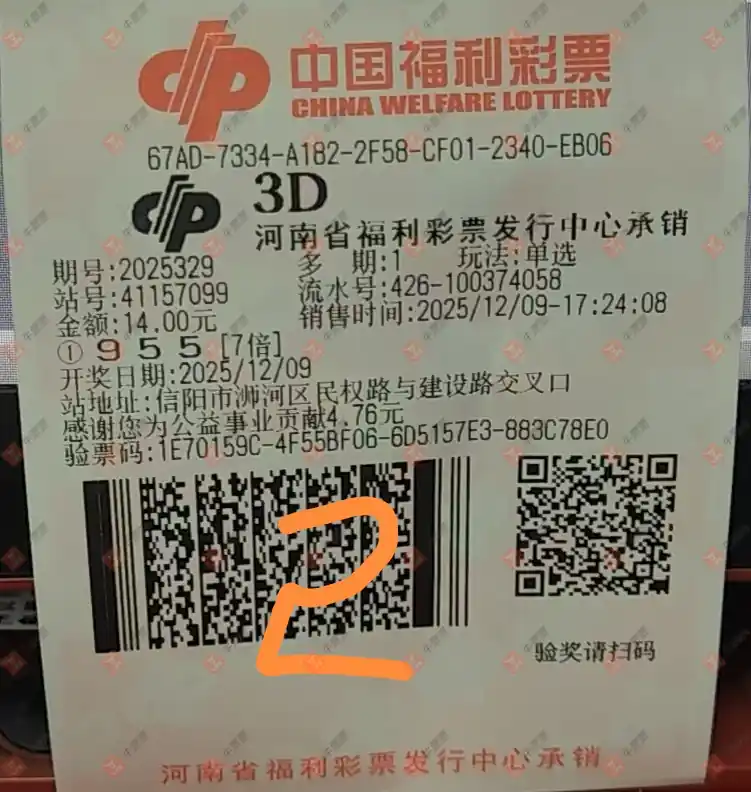 中国福利彩票
CHINA WELFARE LOTTERY
67AD-7334-A182-2F58-CF01-2340-EB06
3D
河南省福利彩票发行中心承销
期号:2025329 多 期:1 玩法:单选
站号:41157099 流水号:426-100374058
金额:14.00元 销售时间:2025/12/09-17:24:08
① 9 5 5 [7倍]
开奖日期:2025/12/09
站地址:信阳市浉河区民权路与建设路交叉口
感谢您为公益事业贡献4.76元
验票码:1E70159C-4F55BF06-6D5157E3-883C78E0
2
验奖请扫码
河南省福利彩票发行中心承销